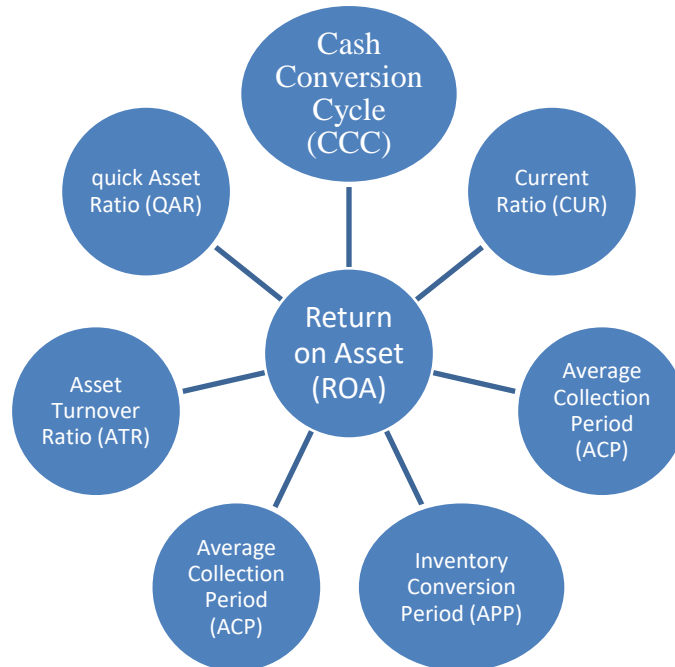 Cash
Conversion
Cycle
(CCC)
quick Asset
Ratio (QAR)
Current
Ratio (CUR)
Return
on Asset
(ROA)
Asset
Turnover
Ratio (ATR)
Average
Collection
Period
(ACP)
Average
Collection
Period
(ACP)
Inventory
Conversion
Period (APP)